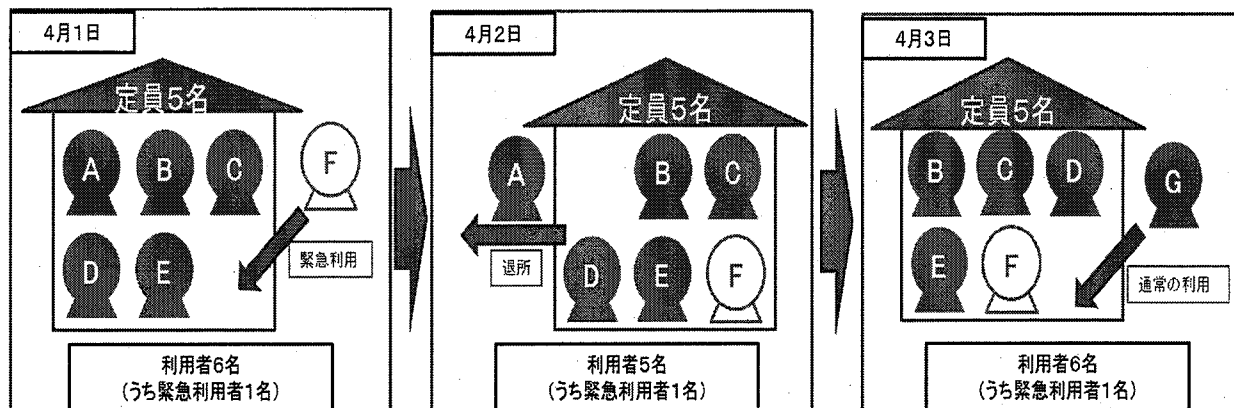 4月1日
定員5名
A B C F
緊急利用
D E
利用者6名
(うち緊急利用者1名)
4月2日
定員5名
A B C
退所
D E F
利用者5名
(うち緊急利用者1名)
4月3日
定員5名
B C D G
通常の利用
E F
利用者6名
(うち緊急利用者1名)